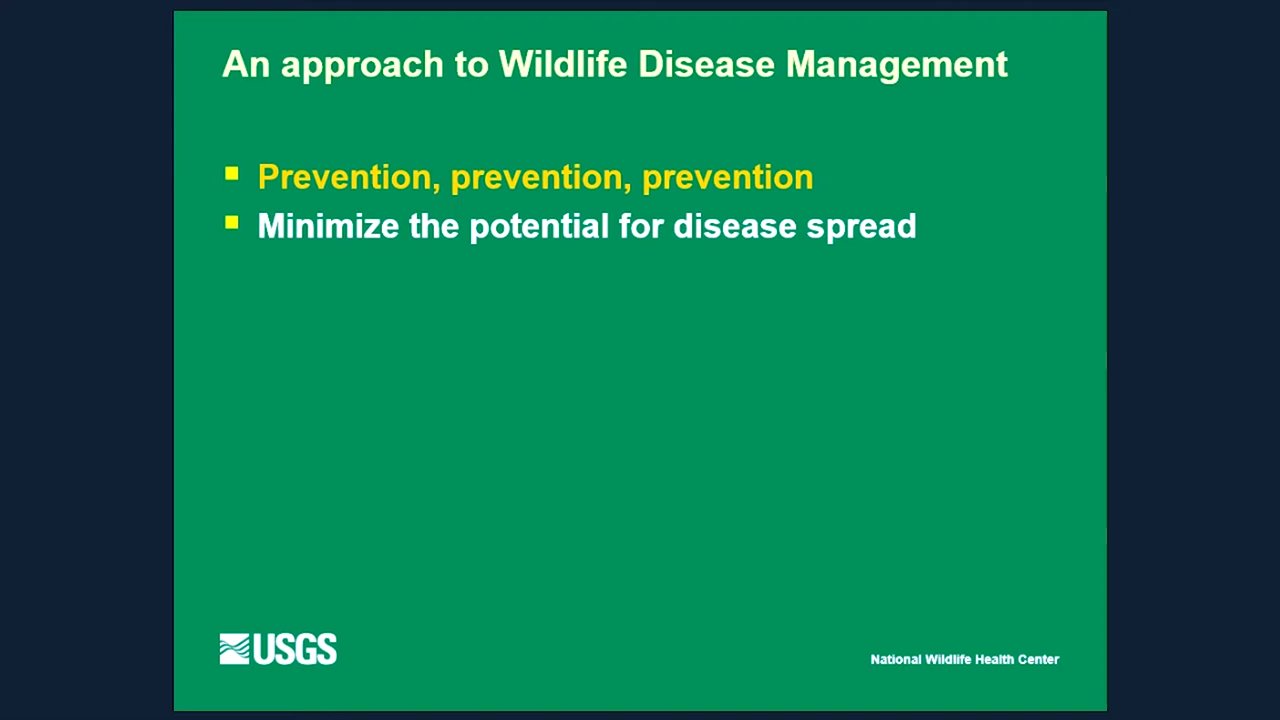 An approach to Wildlife Disease Management
Prevention, prevention, prevention
Minimize the potential for disease spread
USGS
National Wildlife Health Center